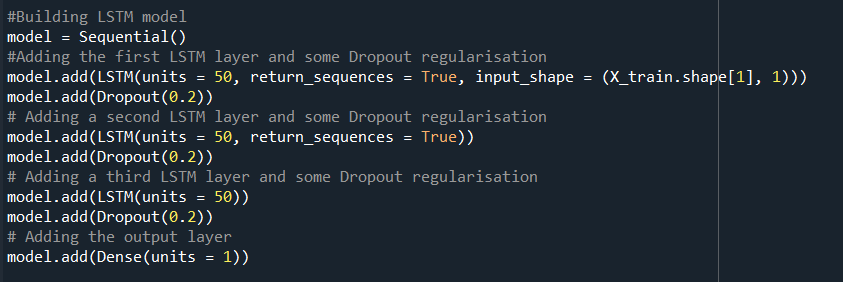 #Building LSTM model
model = Sequential()
#Adding the first LSTM layer and some Dropout regularisation
model.add(LSTM(units = 50, return_sequences = True, input_shape = (X_train.shape[1], 1)))
model.add(Dropout(0.2))
# Adding a second LSTM layer and some Dropout regularisation
model.add(LSTM(units = 50, return_sequences = True))
model.add(Dropout(0.2))
# Adding a third LSTM layer and some Dropout regularisation
model.add(LSTM(units = 50))
model.add(Dropout(0.2))
# Adding the output layer
model.add(Dense(units = 1))